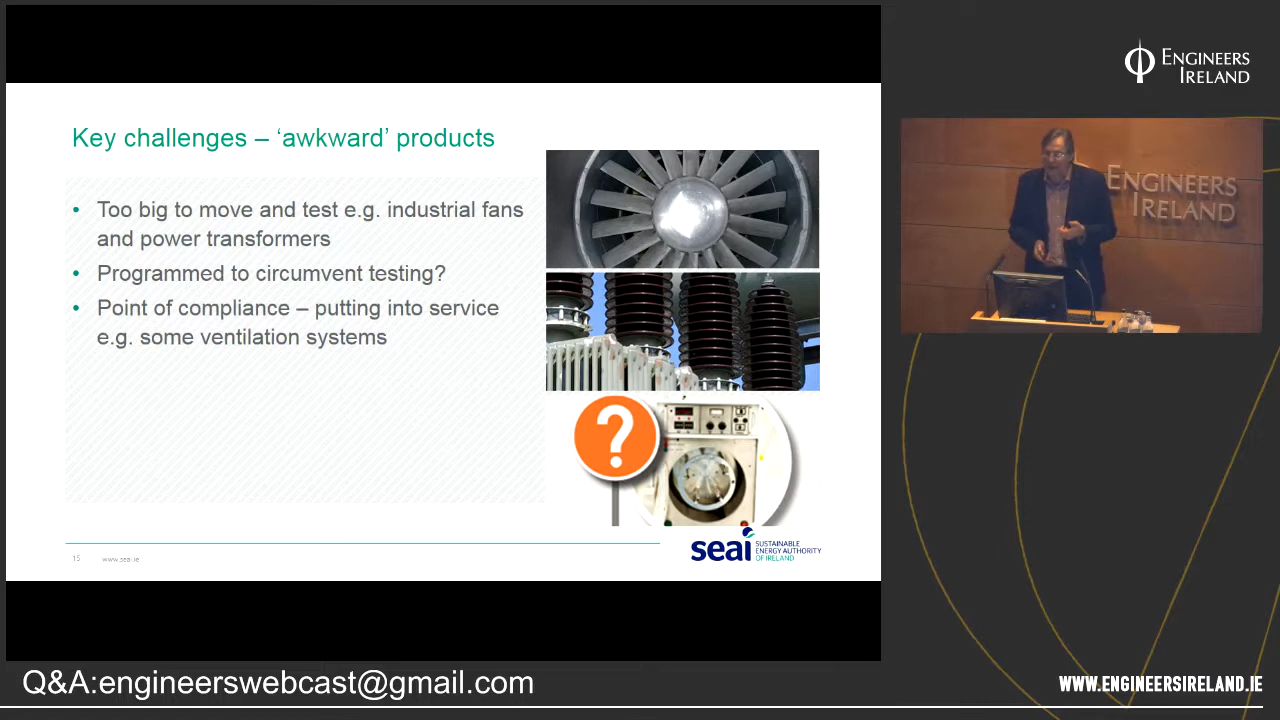 Key challenges – ‘awkward’ products
• Too big to move and test e.g. industrial fans
and power transformers
• Programmed to circumvent testing?
• Point of compliance – putting into service
e.g. some ventilation systems
?
15 www.seai.ie
seai SUSTAINABLE
ENERGY AUTHORITY
OF IRELAND
ENGINEERS
IRELAND
ENGINEERS
IRELAND
Q&A:engineerswebcast@gmail.com
WWW.ENGINEERSIRELAND.IE